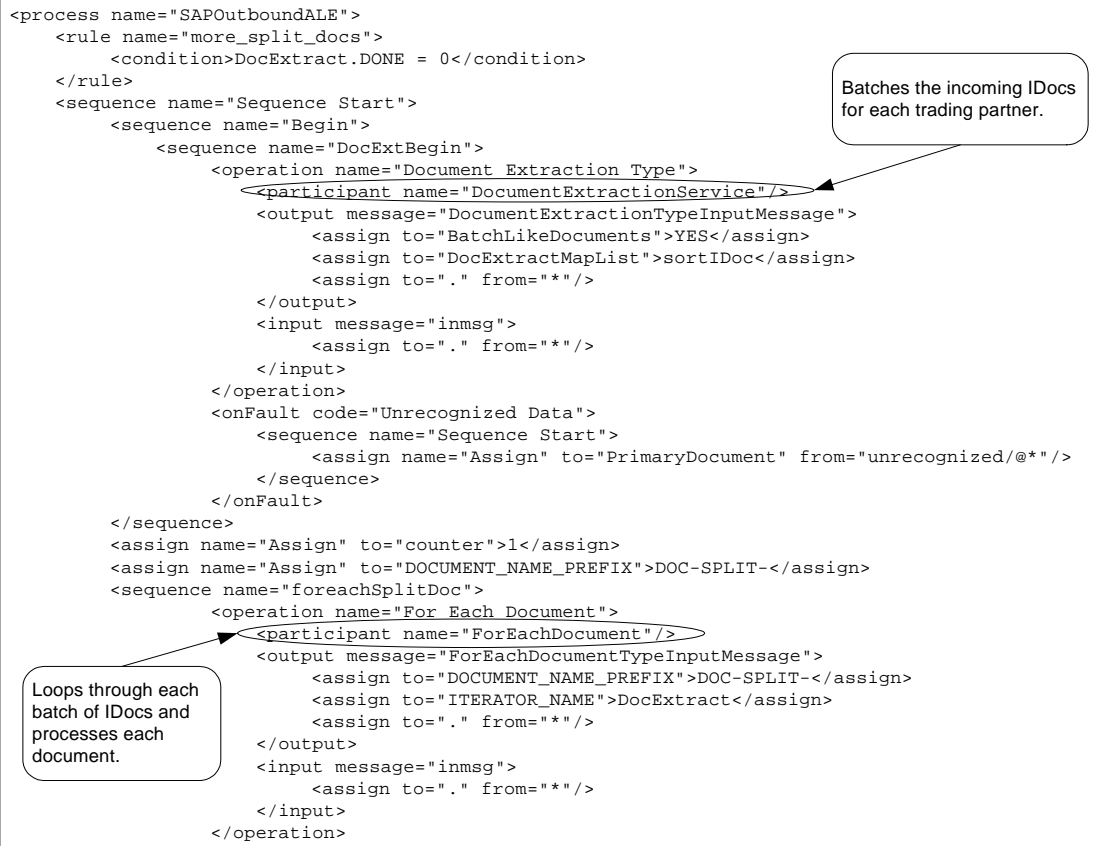 <process name="SAPOutboundALE">
<rule name="more_split_docs">
<condition>DocExtract.DONE = 0</condition>
</rule>
<sequence name="Sequence Start">
<sequence name="Begin">
<sequence name="DocExtBegin">
<operation name="Document Extraction Type">
<participant name="DocumentExtractionService"/>
<output message="DocumentExtractionTypeInputMessage">
<assign to="BatchLikeDocuments">YES</assign>
<assign to="DocExtractMapList">sortIDoc</assign>
<assign to="." from="*"/>
</output>
<input message="inmsg">
<assign to="." from="*"/>
</input>
</operation>
<onFault code="Unrecognized Data">
<sequence name="Sequence Start">
<assign name="Assign" to="PrimaryDocument" from="unrecognized/@*"/>
</sequence>
</onFault>
</sequence>
<assign name="Assign" to="counter">1</assign>
<assign name="Assign" to="DOCUMENT_NAME_PREFIX">DOC-SPLIT-</assign>
<sequence name="foreachSplitDoc">
<operation name="For Each Document">
<participant name="ForEachDocument"/>
<output message="ForEachDocumentTypeInputMessage">
<assign to="DOCUMENT_NAME_PREFIX">DOC-SPLIT-</assign>
<assign to="ITERATOR_NAME">DocExtract</assign>
<assign to="." from="*"/>
</output>
<input message="inmsg">
<assign to="." from="*"/>
</input>
</operation>
Batches the incoming IDocs
for each trading partner.
Loops through each
batch of IDocs and
processes each
document.